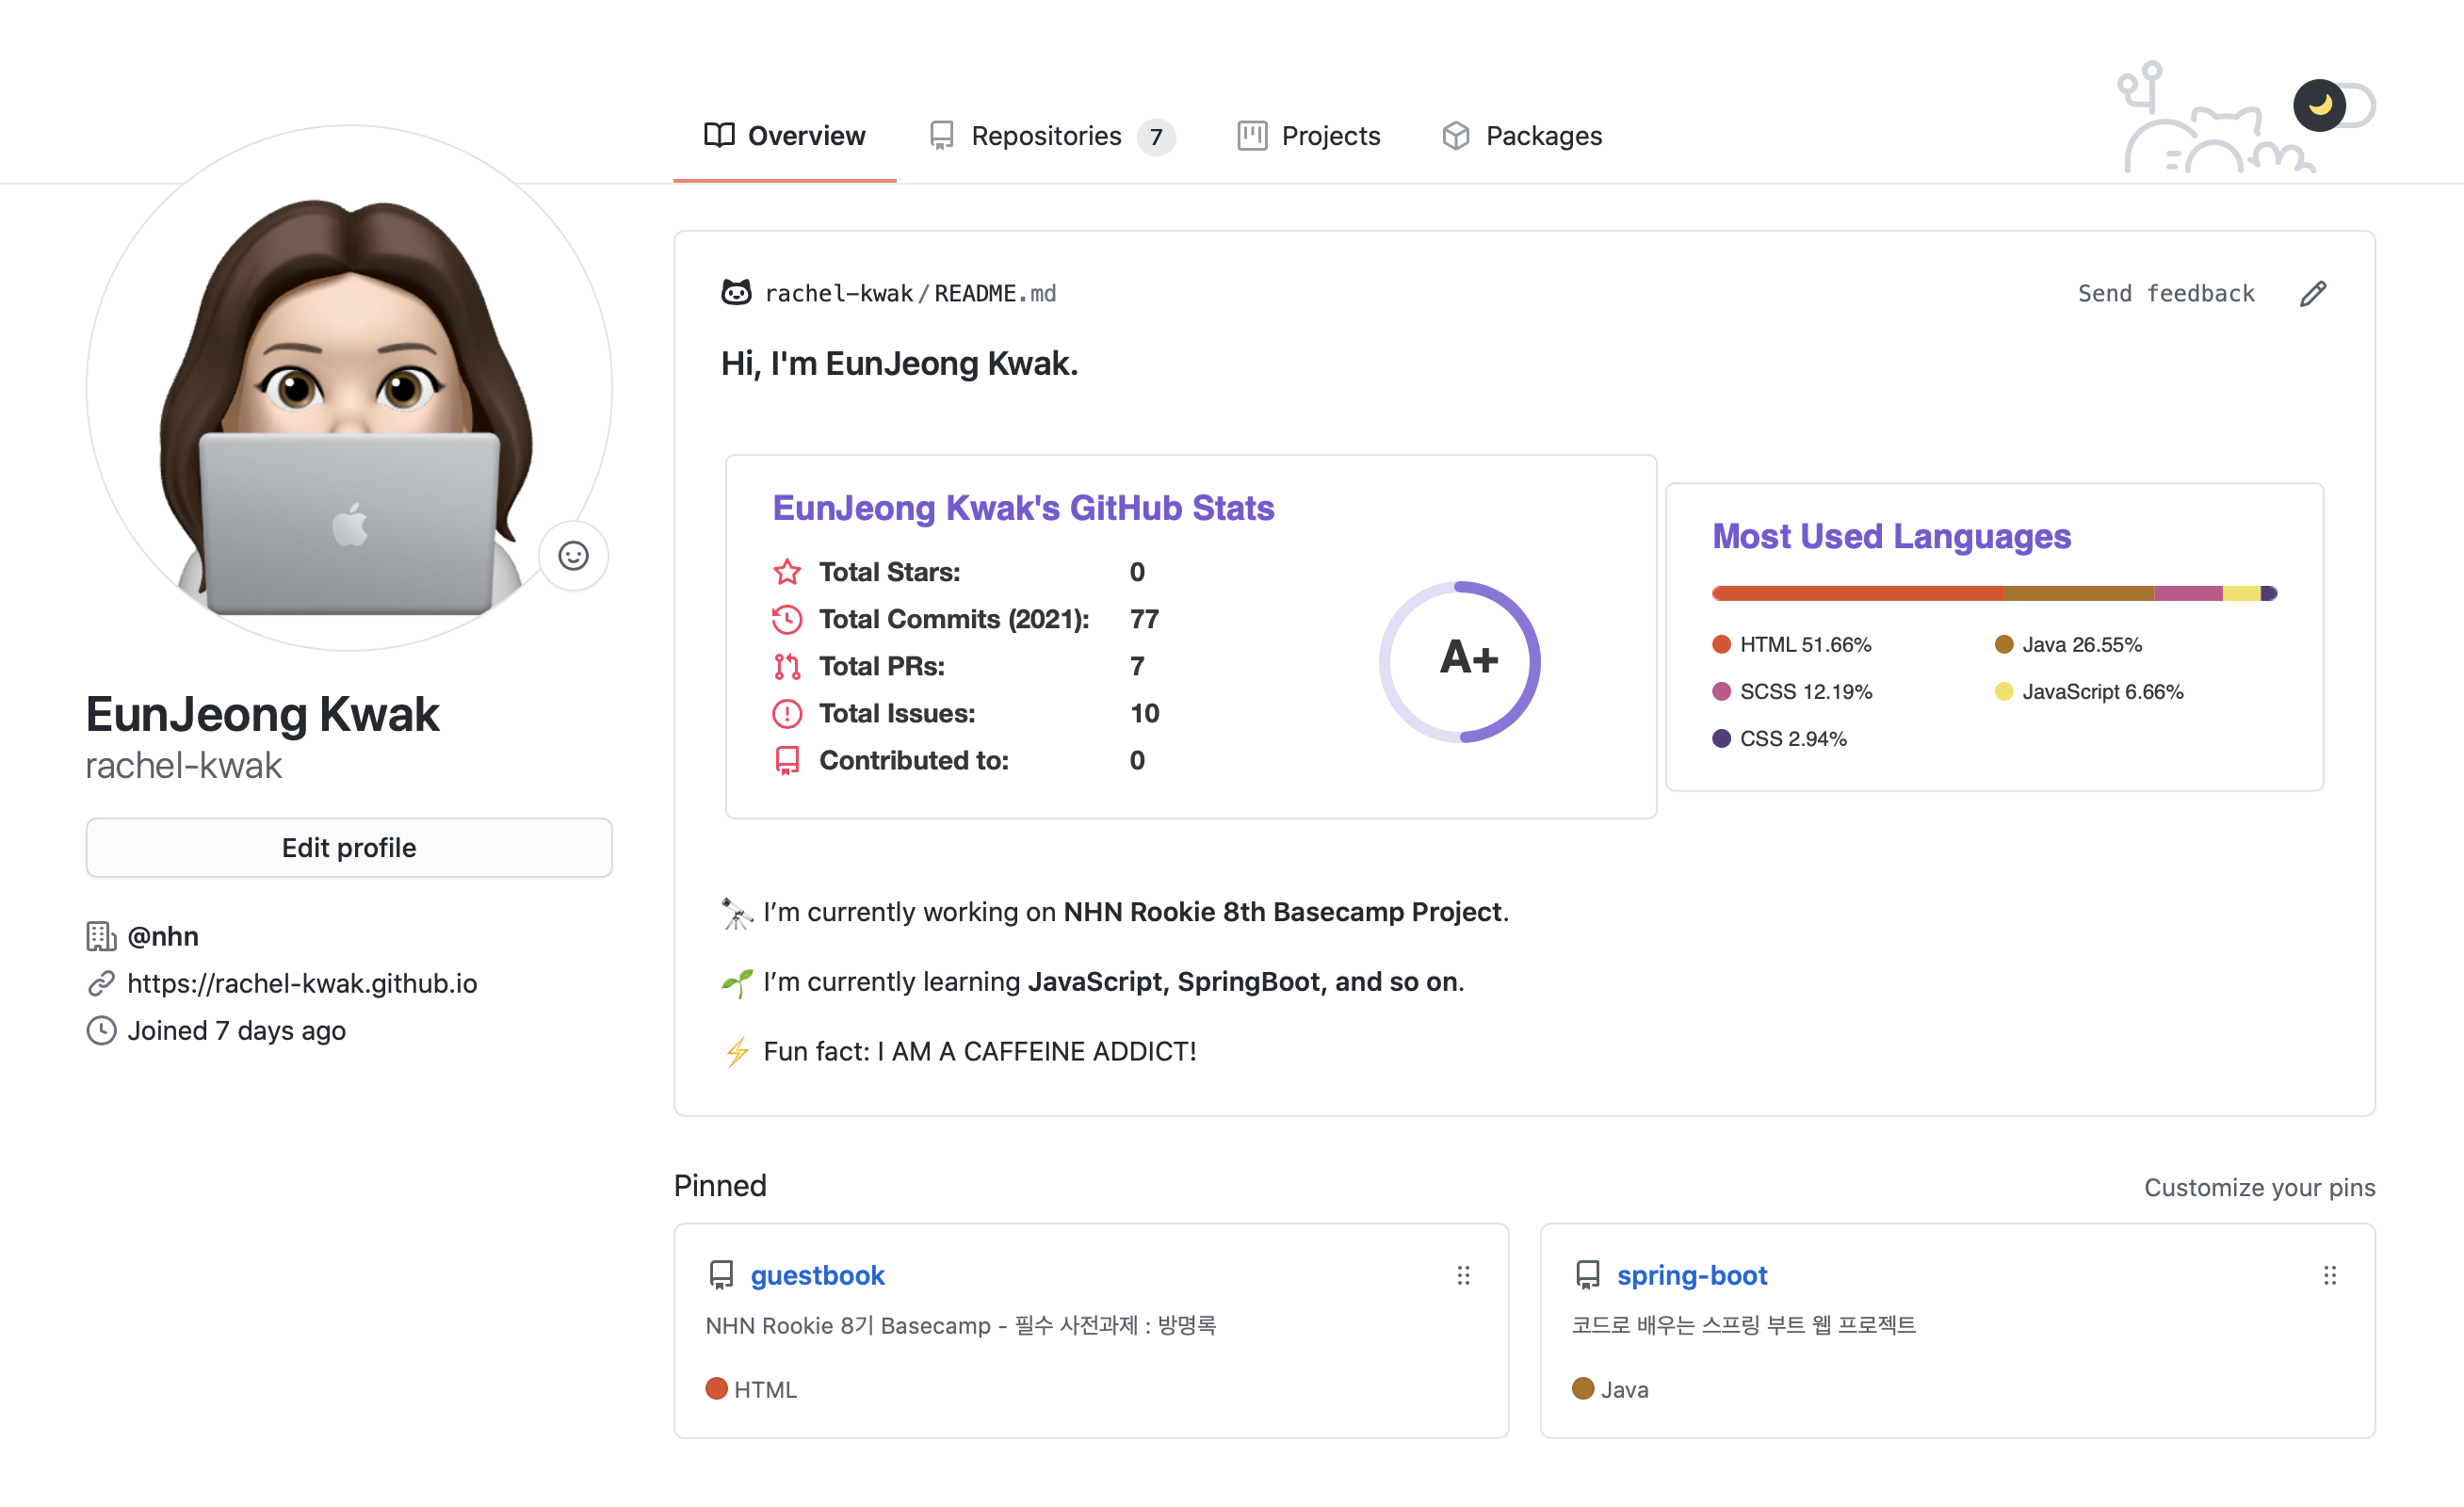 Overview
Repositories 7
Projects
Packages
rachel-kwak/README.md
Send feedback
Hi, I'm EunJeong Kwak.
EunJeong Kwak's GitHub Stats
Total Stars: 0
Total Commits (2021): 77
Total PRs: 7
Total Issues: 10
Contributed to: 0
A+
Most Used Languages
HTML 51.66%
Java 26.55%
SCSS 12.19%
JavaScript 6.66%
CSS 2.94%
EunJeong Kwak
rachel-kwak
Edit profile
@nhn
https://rachel-kwak.github.io
Joined 7 days ago
I’m currently working on NHN Rookie 8th Basecamp Project.
I’m currently learning JavaScript, SpringBoot, and so on.
Fun fact: I AM A CAFFEINE ADDICT!
Pinned
Customize your pins
guestbook
NHN Rookie 8기 Basecamp - 필수 사전과제 : 방명록
HTML
spring-boot
코드로 배우는 스프링 부트 웹 프로젝트
Java